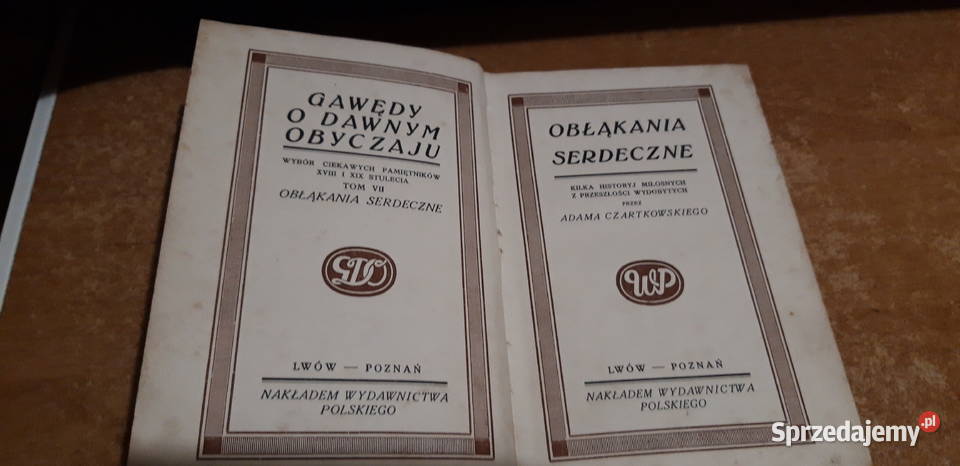 GAWĘDY
O DAWNYM
OBYCZAJU
WYBÓR CIEKAWYCH PAMIĘTNIKÓW
XVIII I XIX STULECIA
TOM VII
OBŁĄKANIA SERDECZNE
GDO
LWÓW — POZNAŃ
NAKŁADEM WYDAWNICTWA
POLSKIEGO
OBŁĄKANIA
SERDECZNE
KILKA HISTORYJ MIŁOSNYCH
Z PRZESZŁOŚCI WYDOBYTYCH
PRZEZ
ADAMA CZARTKOWSKIEGO
WP
LWÓW — POZNAŃ
NAKŁADEM WYDAWNICTWA
POLSKIEGO
Sprzedajemy.pl